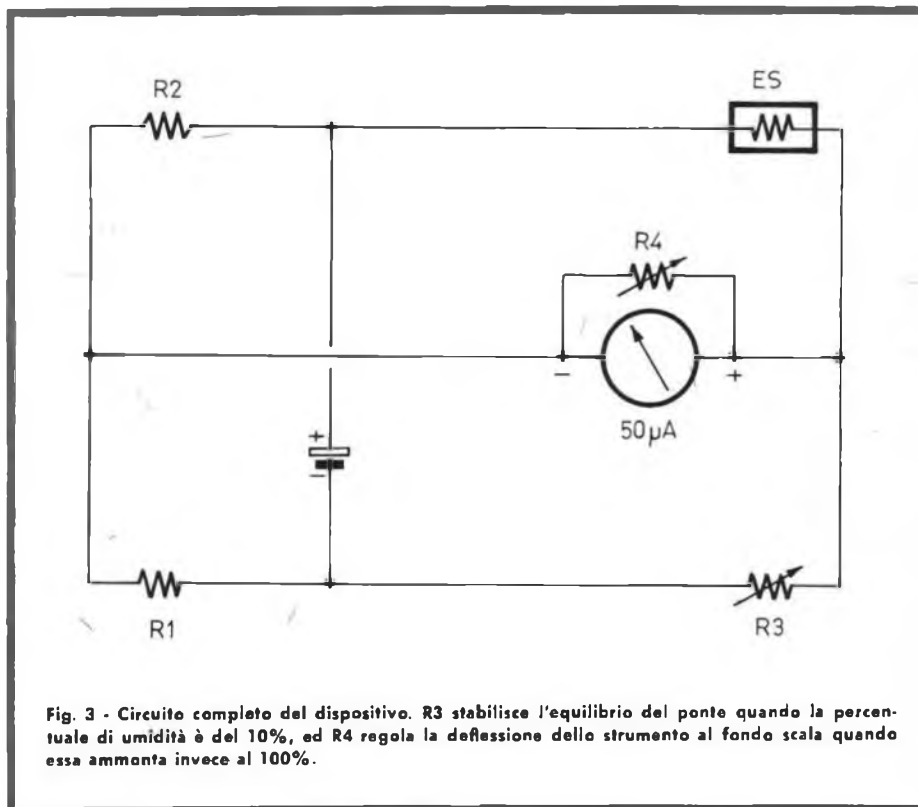 R2
ES
R4
-
+
50µA
+
-
R1
R3
Fig. 3 - Circuito completo del dispositivo. R3 stabilisce l'equilibrio del ponte quando la percen-
tuale di umidità è del 10%, ed R4 regola la deflessione dello strumento al fondo scala quando
essa ammonta invece al 100%.